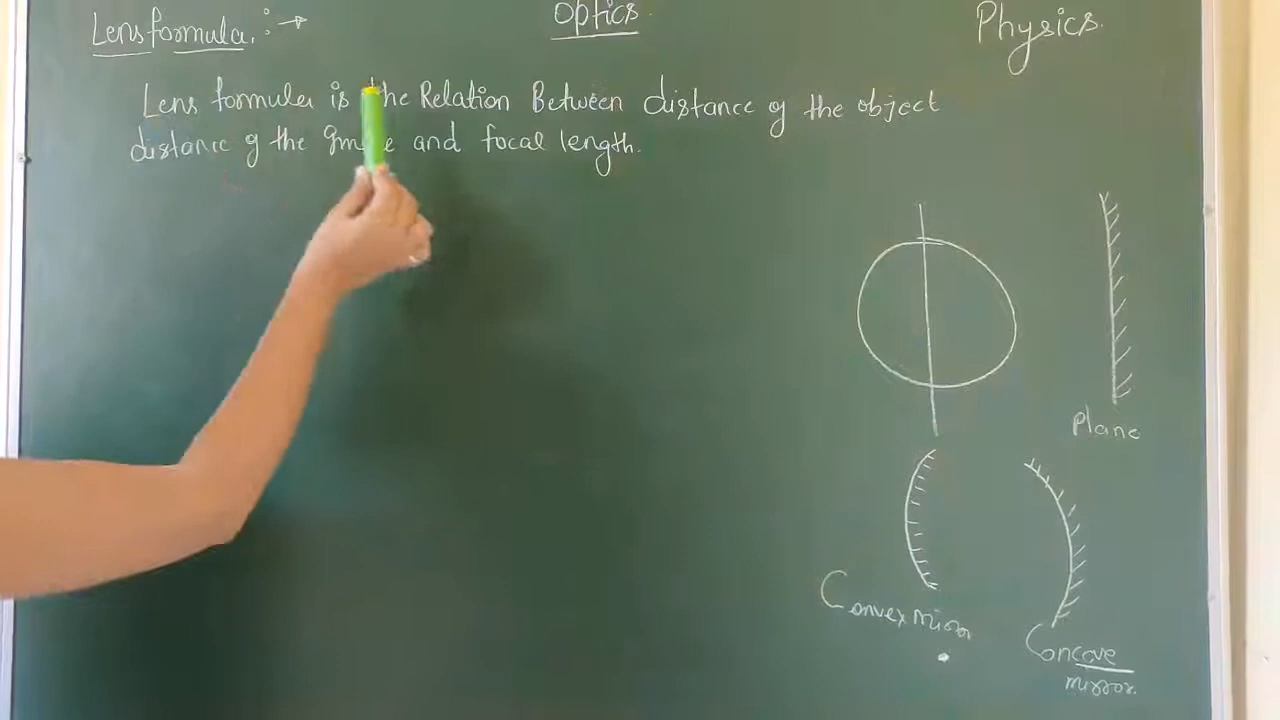 Lens formula. :→
Optics.
Physics.
Lens formula is the Relation Between distance of the object
distance of the and focal length.
Plane
Convex mirror
Concave
mirror.